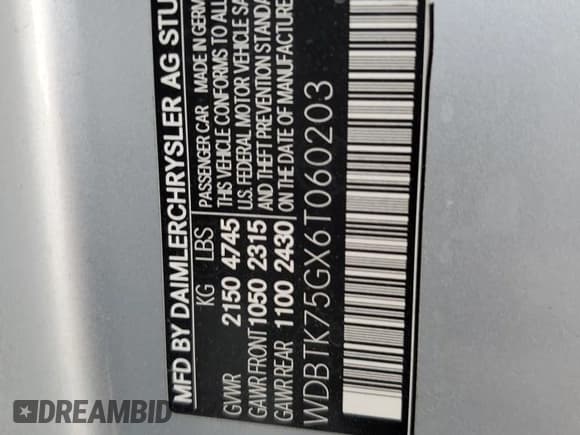 MFD BY DAIMLERCHRYSLER AG STU
PASSENGER CAR MADE IN GERM
KG LBS THIS VEHICLE CONFORMS TO ALL
GVWR 2150 4745 U.S. FEDERAL MOTOR VEHICLE SA
GAWR FRONT 1050 2315 AND THEFT PREVENTION STANDA
GAWR REAR 1100 2430 ON THE DATE OF MANUFACTUR
WDBTK75GX6T060203
DREAMBID